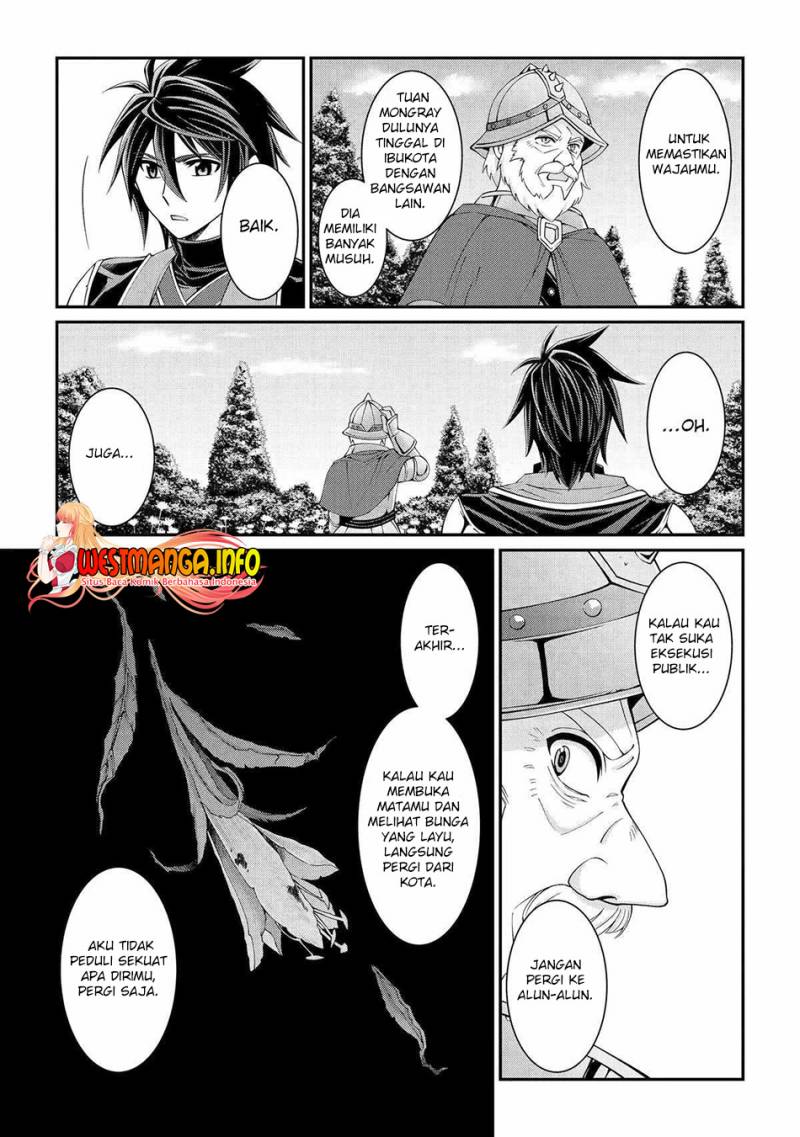 UNTUK
MEMASTIKAN
WAJAHMU.
TUAN
MONGRAY
DULUNYA
TINGGAL DI
IBUKOTA
DENGAN
BANGSAWAN
LAIN.
DIA
MEMILIKI
BANYAK
MUSUH.
BAIK.
...OH.
JUGA...
WESTMANGA.INFO
Situs Baca Komik Berbahasa Indonesia
KALAU KAU
TAK SUKA
EKSEKUSI
PUBLIK...
JANGAN
PERGI KE
ALUN-ALUN.
TER-
AKHIR...
KALAU KAU
MEMBUKA
MATAMU DAN
MELIHAT BUNGA
YANG LAYU,
LANGSUNG
PERGI DARI
KOTA.
AKU TIDAK
PEDULI SEKUAT
APA DIRIMU,
PERGI SAJA.